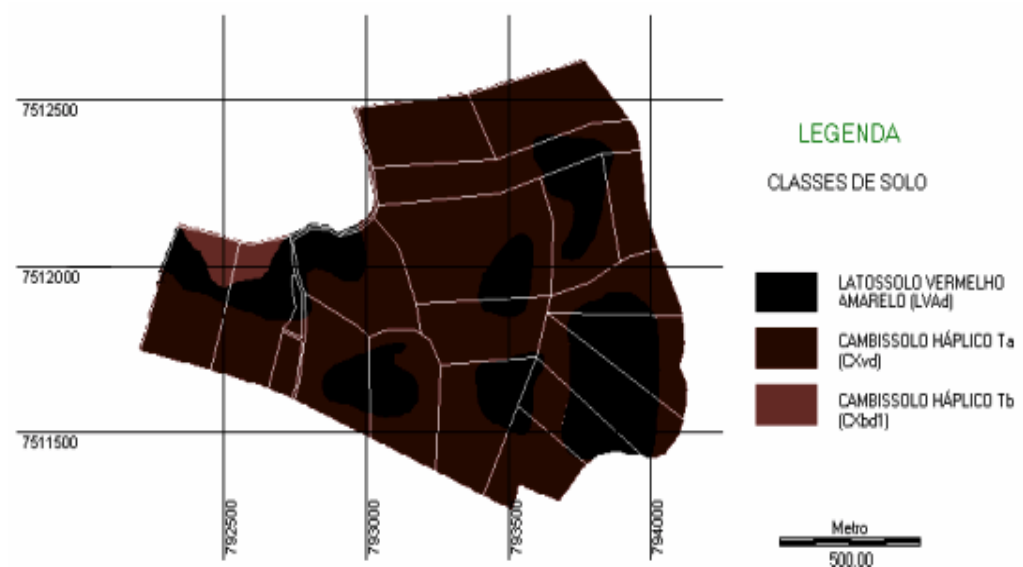 7512500
7512000
7511500
792500
793000
793500
794000
LEGENDA
CLASSES DE SOLO
LATOSSOLO VERMELHO
AMARELO (LVAd)
CAMBISSOLO HÁPLICO Ta
(CXvd)
CAMBISSOLO HÁPLICO Tb
(CXbd1)
Metro
500.00